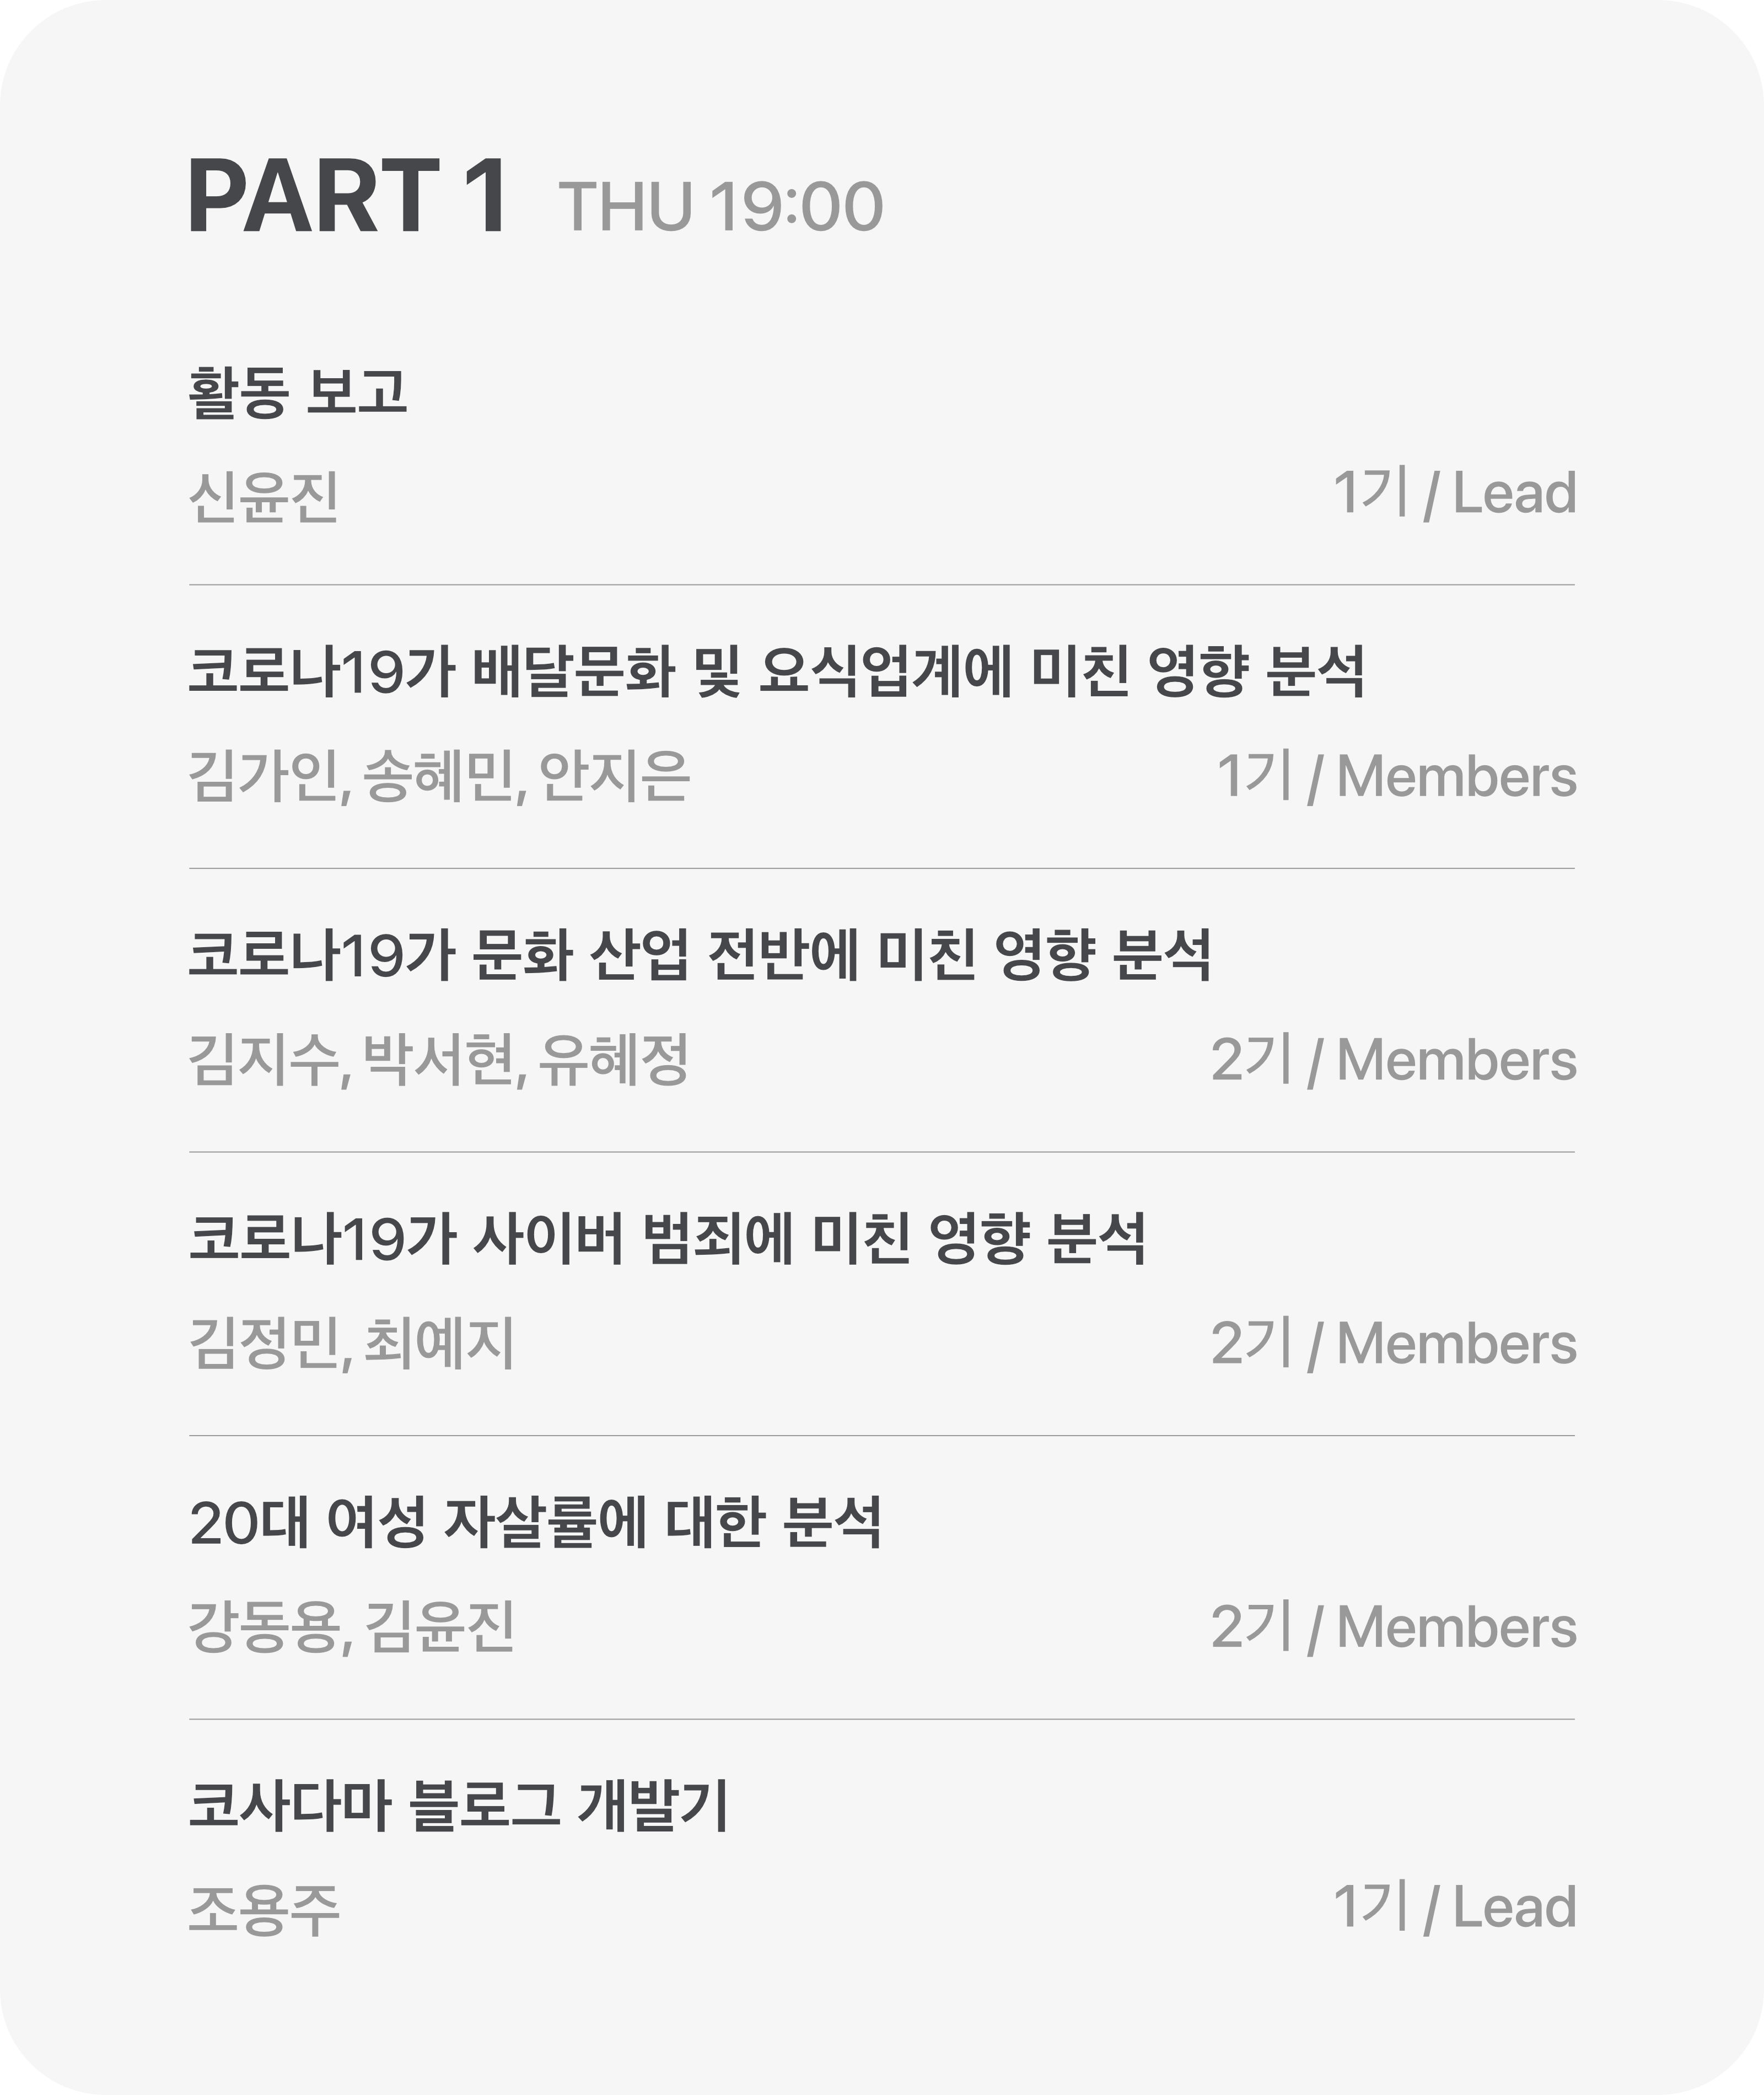 PART 1 THU 19:00
활동 보고
신윤진 1기 / Lead
코로나19가 배달문화 및 요식업계에 미친 영향 분석
김가인, 송혜민, 안지은 1기 / Members
코로나19가 문화 산업 전반에 미친 영향 분석
김지수, 박서현, 유혜정 2기 / Members
코로나19가 사이버 범죄에 미친 영향 분석
김정민, 최예지 2기 / Members
20대 여성 자살률에 대한 분석
강동용, 김윤진 2기 / Members
코사다마 블로그 개발기
조용주 1기 / Lead